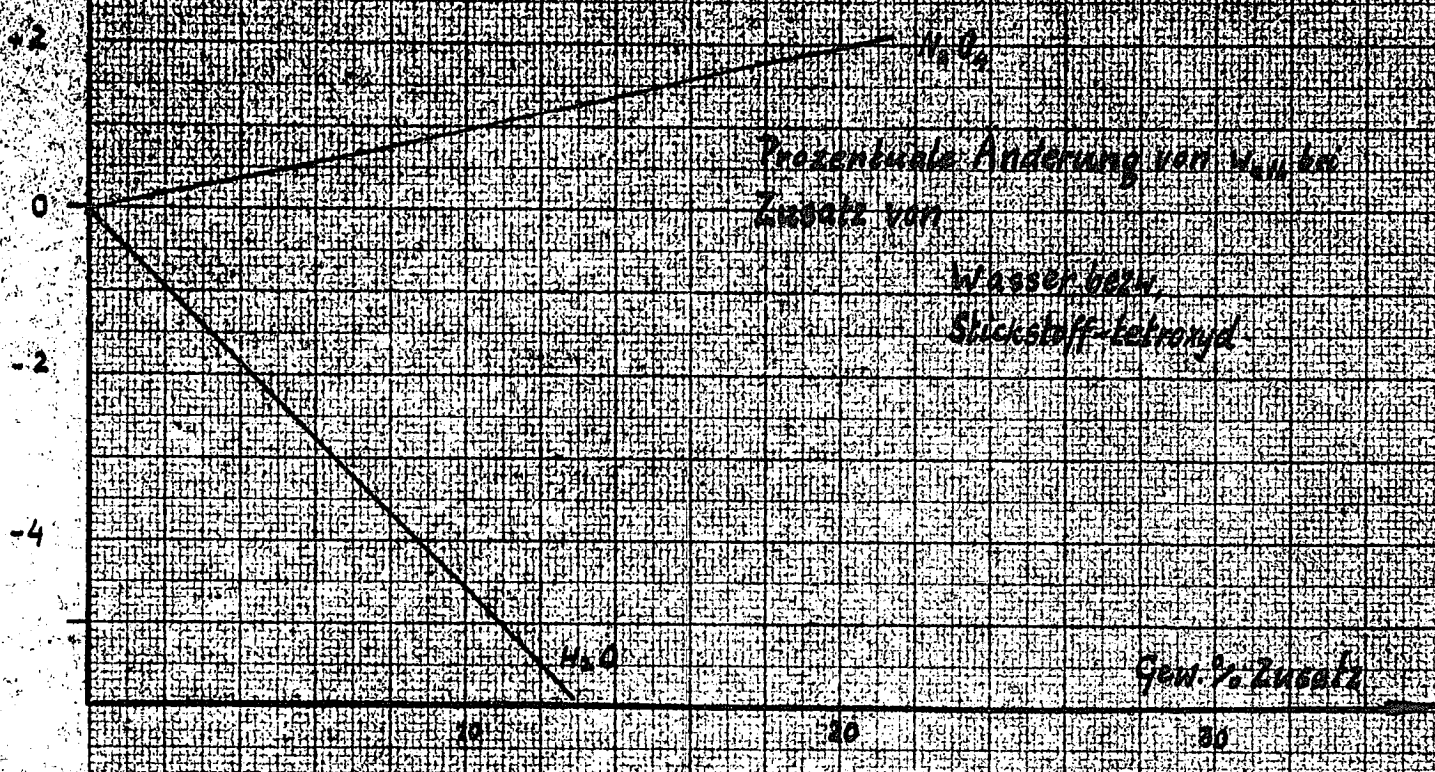 +2
N₂O₄
Prozentuale Änderung von w
0
Zusatz von
Wasser bezw.
Stickstoff-tetroxyd
-2
-4
H₂O
Gew. % Zusatz
10 20 30